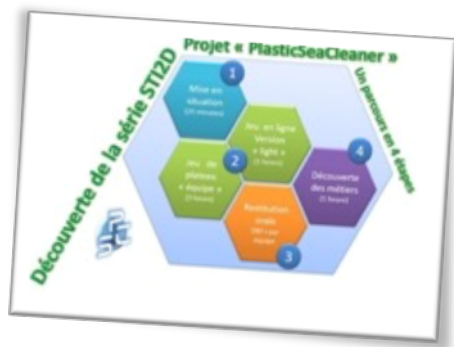 Projet « PlasticSeaCleaner »
Découverte de la série STI2D
Un parcours en 4 étapes
1
Mise en
situation
Jeu en ligne
Version
« light »
2
Jeu de
plateau
« équipe »
4
Découverte
des métiers
Restitution
orale
3